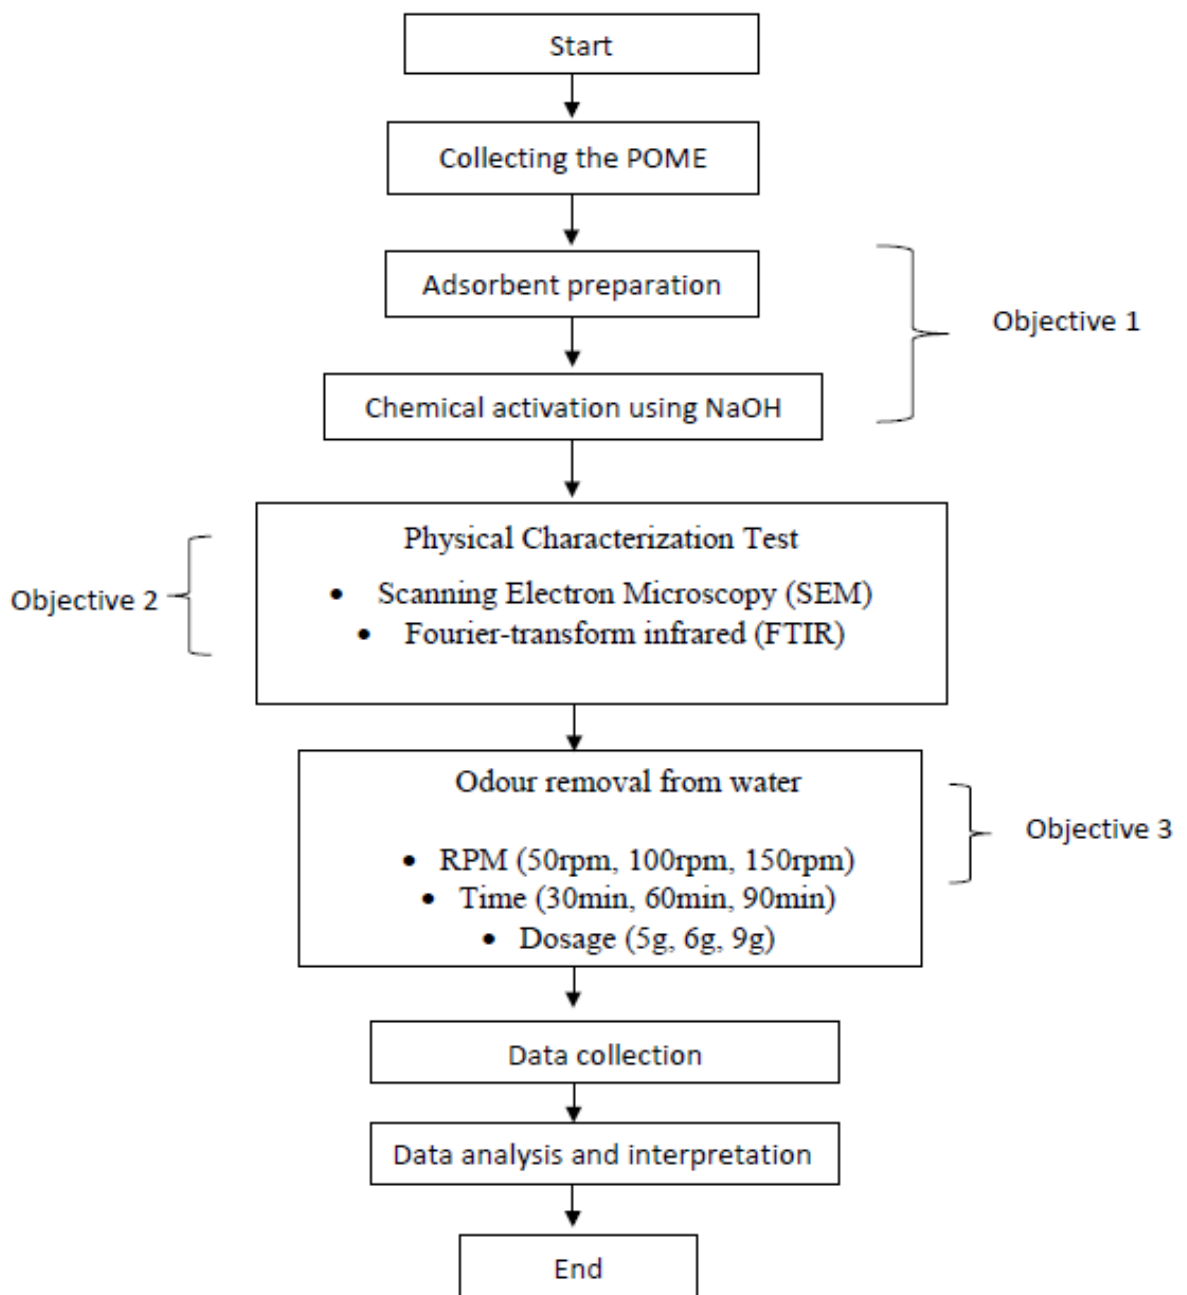 Start
Collecting the POME
Adsorbent preparation
Objective 1
Chemical activation using NaOH
Physical Characterization Test
• Scanning Electron Microscopy (SEM)
Objective 2
• Fourier-transform infrared (FTIR)
Odour removal from water
Objective 3
• RPM (50rpm, 100rpm, 150rpm)
• Time (30min, 60min, 90min)
• Dosage (5g, 6g, 9g)
Data collection
Data analysis and interpretation
End